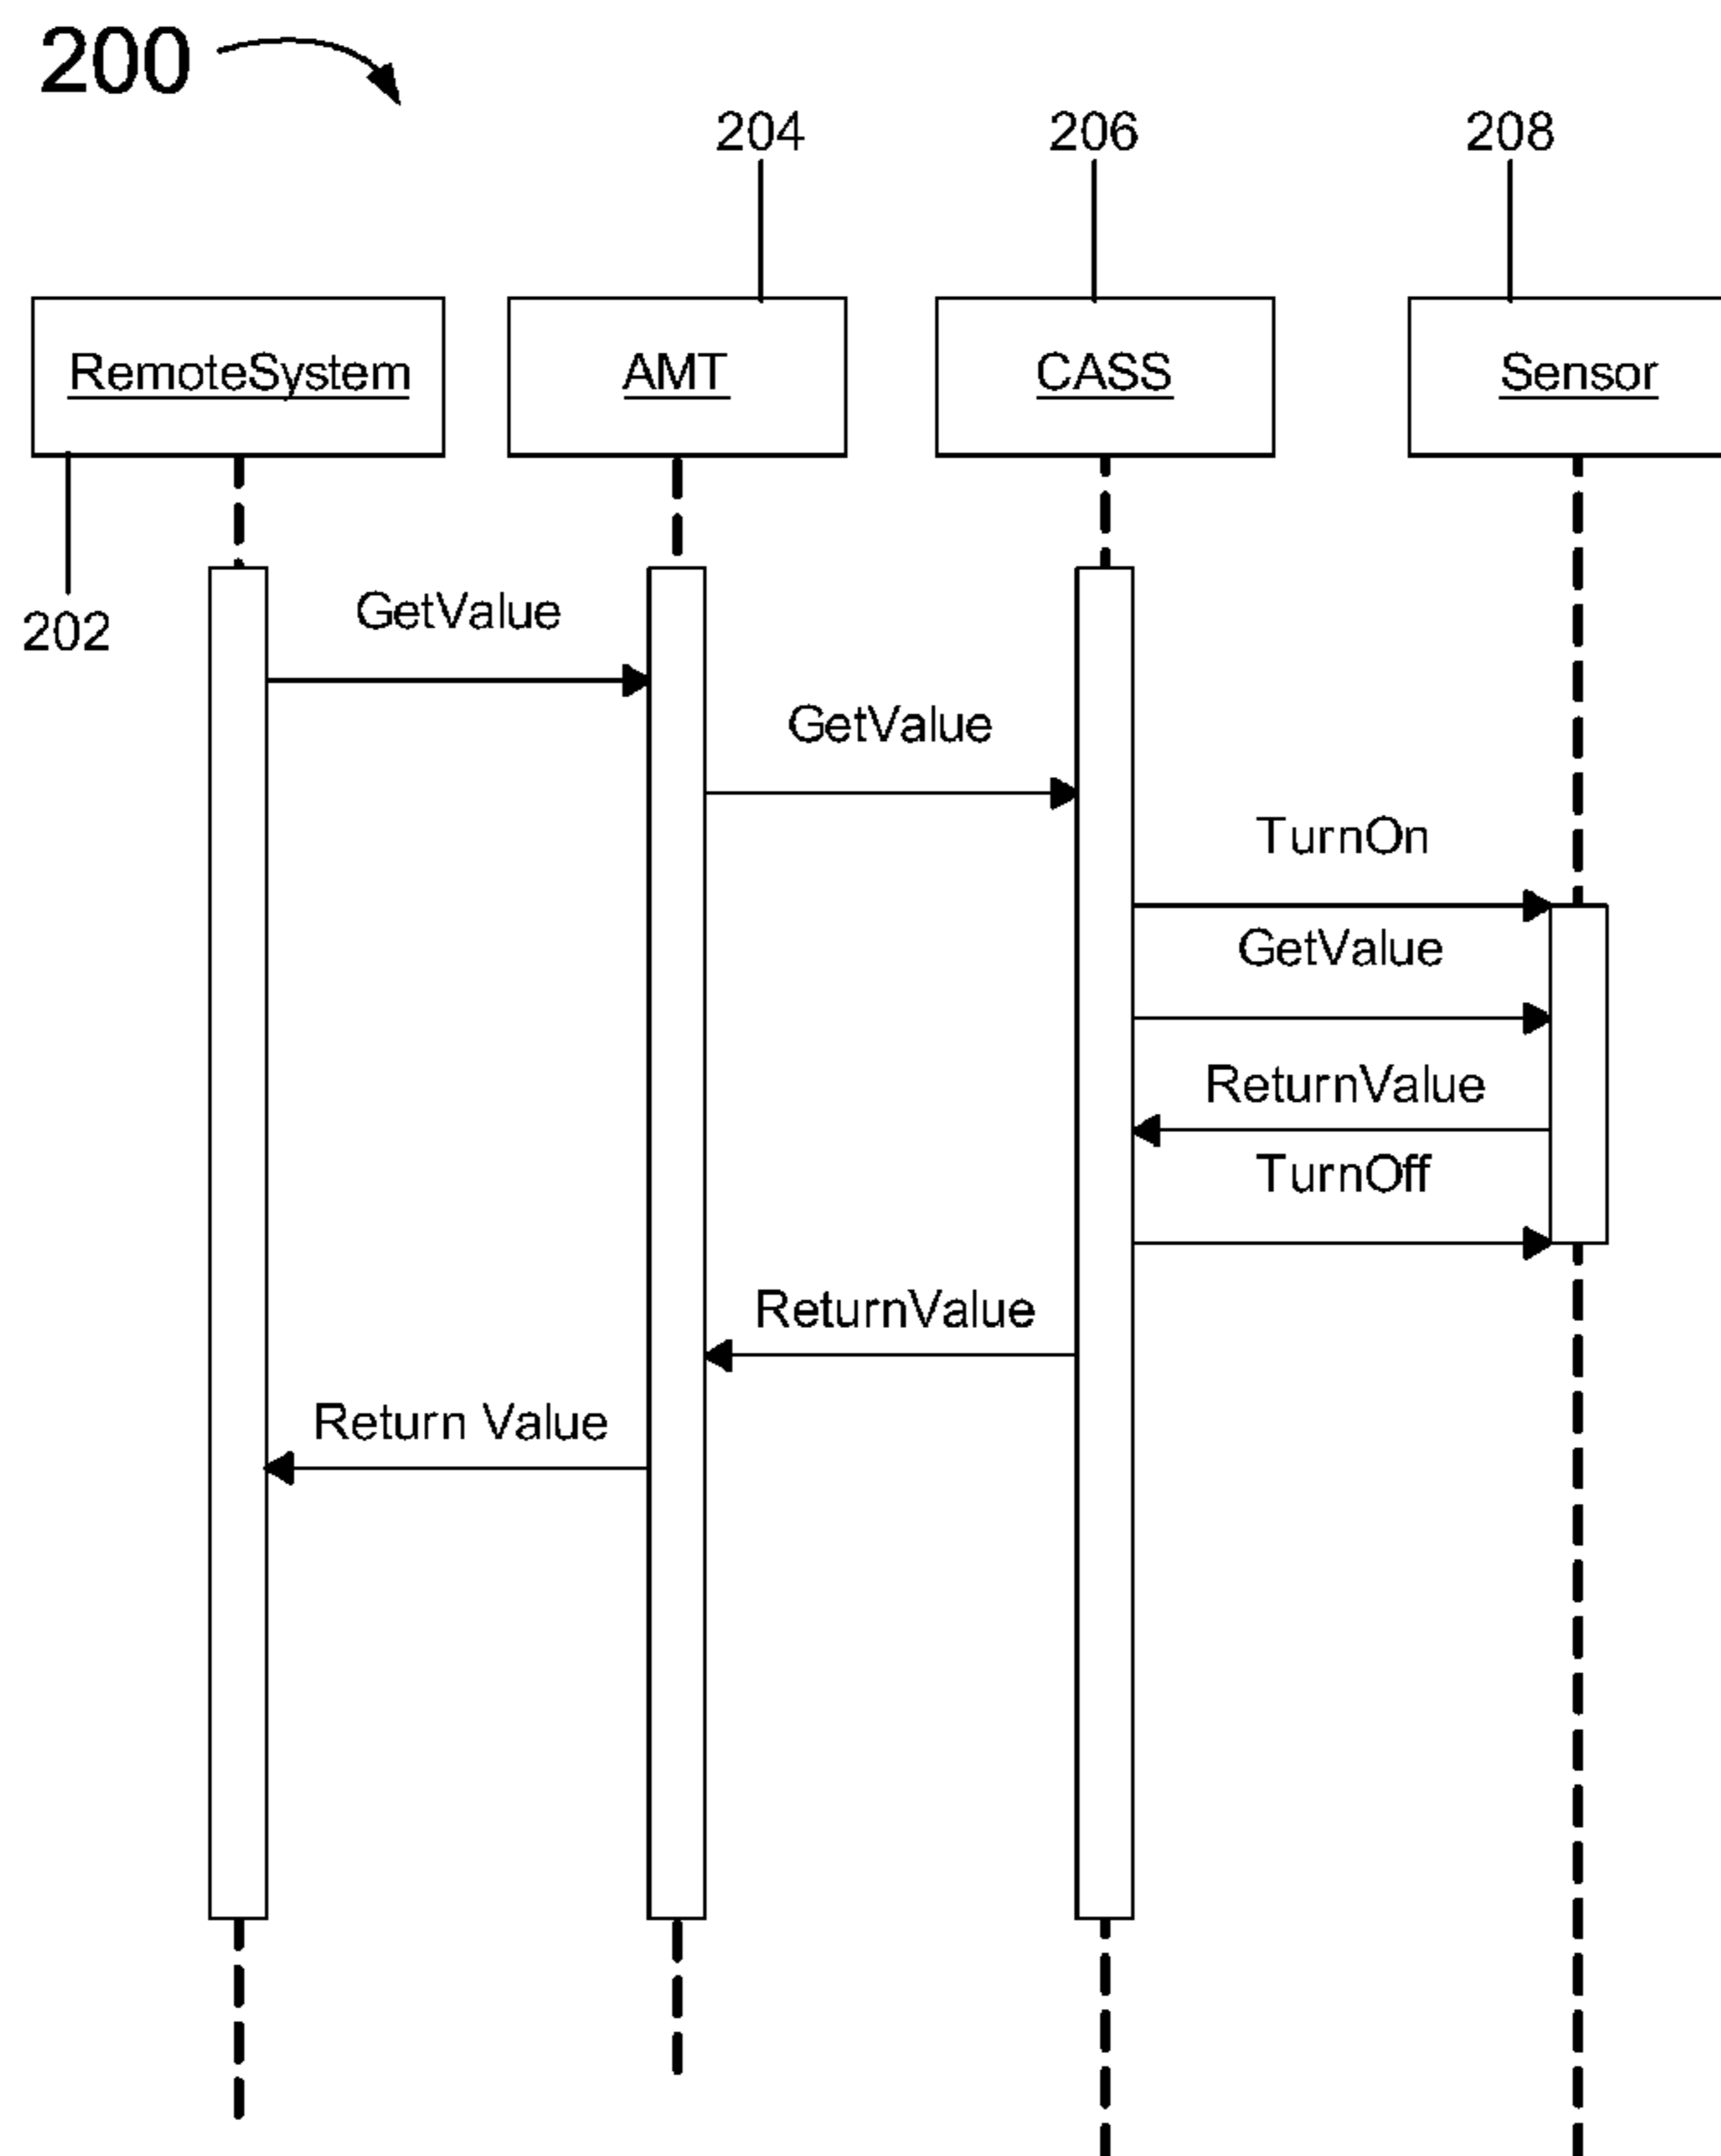 200
204
206
208
RemoteSystem
AMT
CASS
Sensor
202
GetValue
GetValue
TurnOn
GetValue
ReturnValue
TurnOff
ReturnValue
Return Value